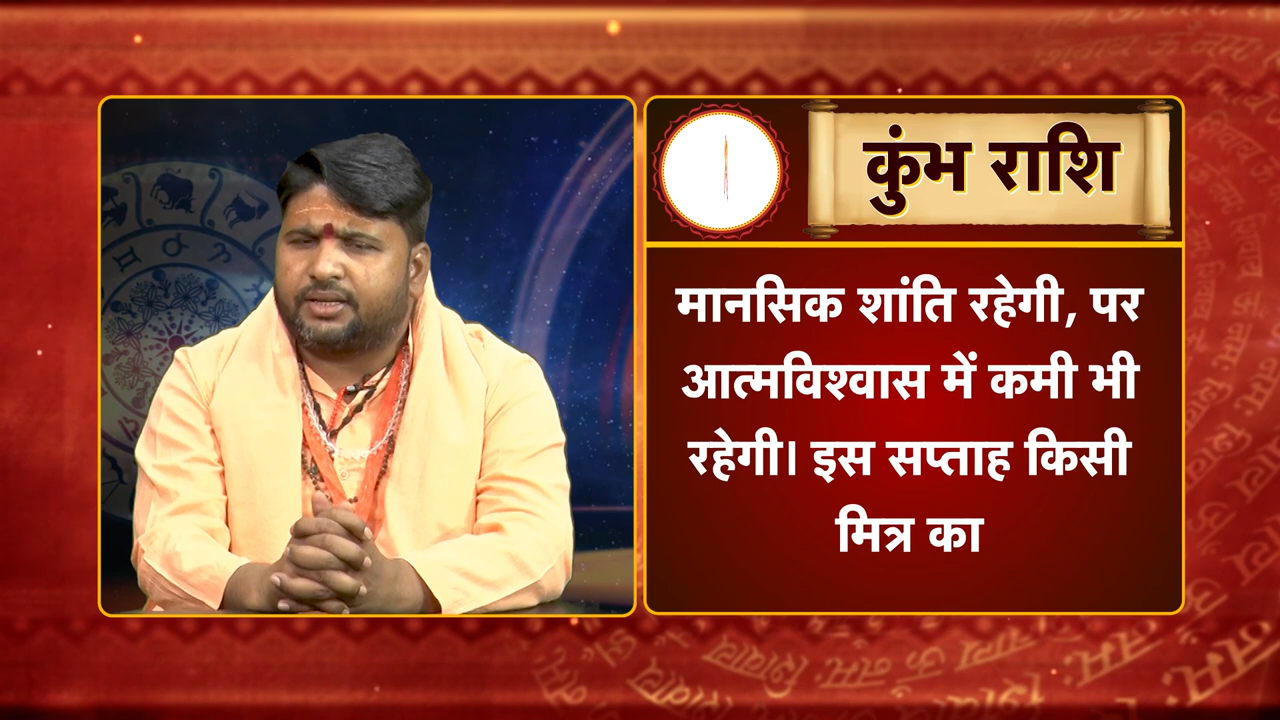 कुंभ राशि
मानसिक शांति रहेगी, पर
आत्मविश्वास में कमी भी
रहेगी। इस सप्ताह किसी
मित्र का